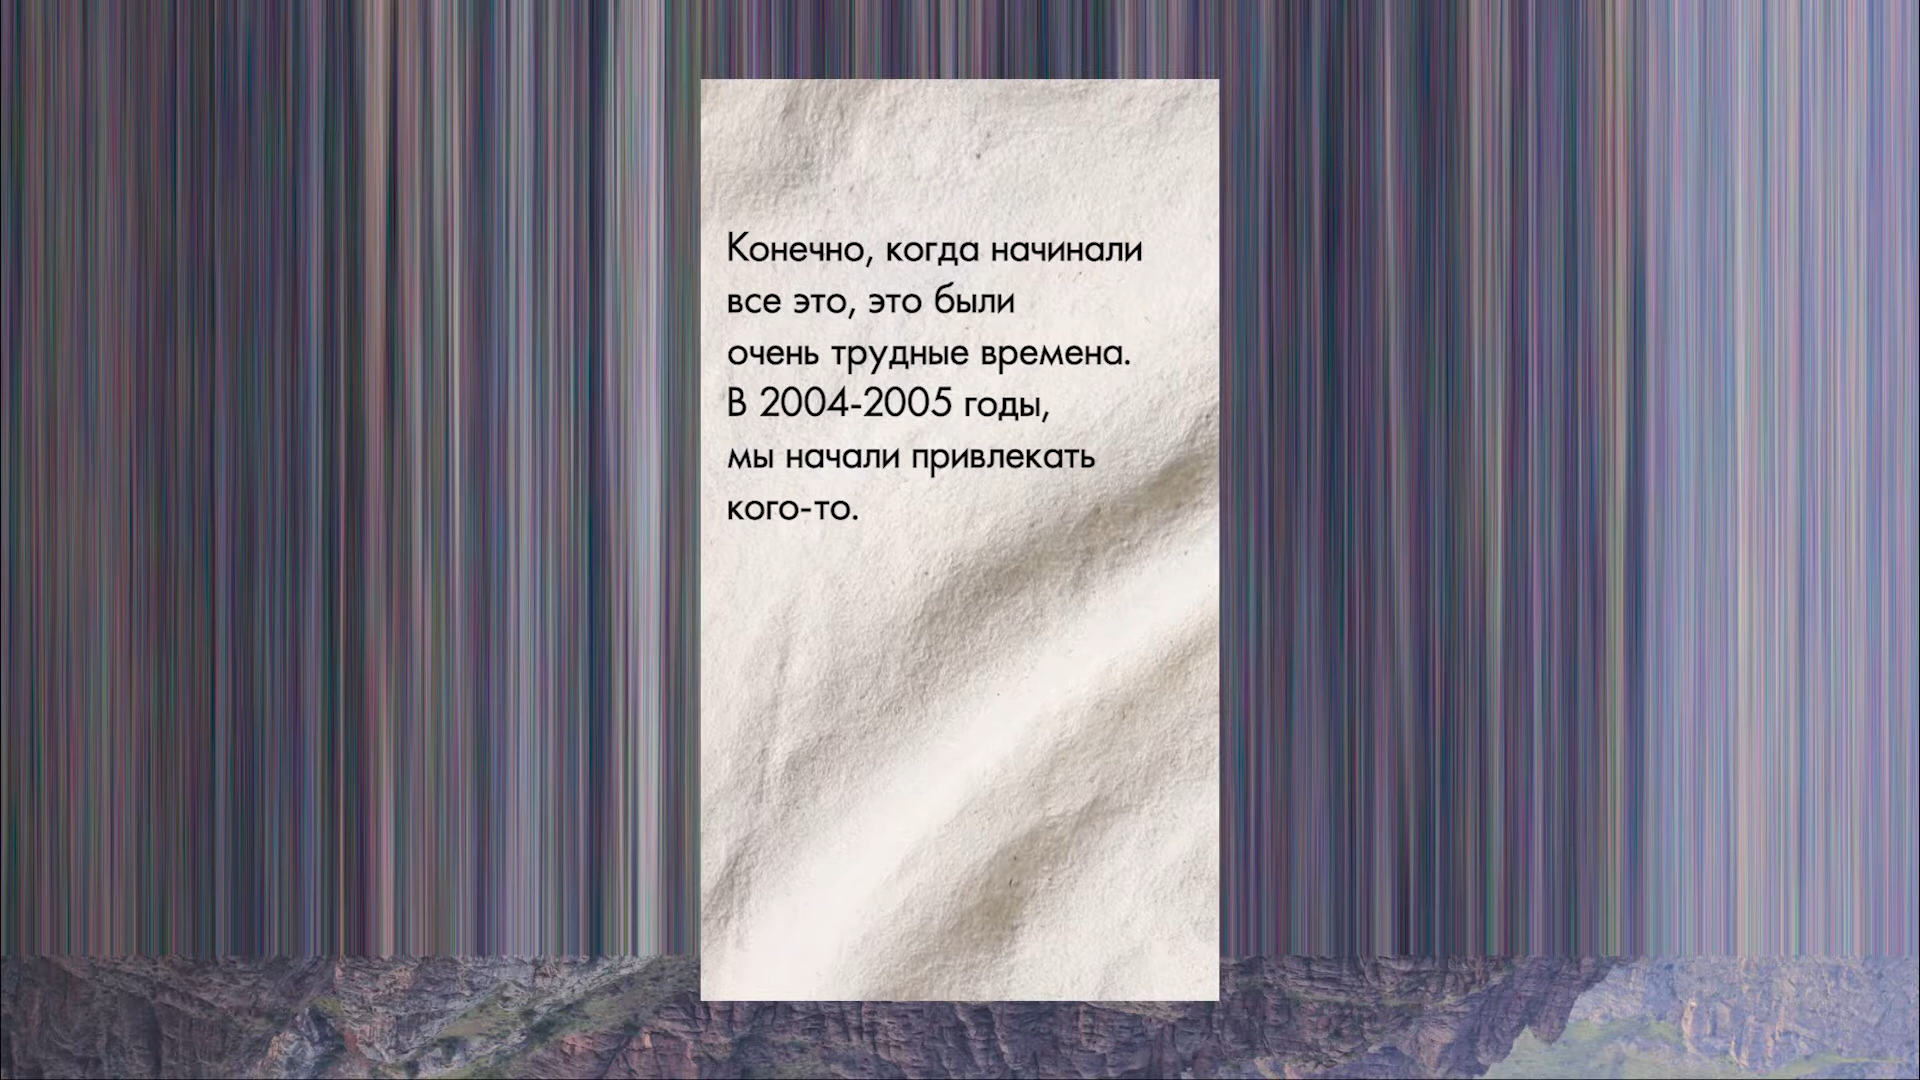 Конечно, когда начинали
все это, это были
очень трудные времена.
В 2004-2005 годы,
мы начали привлекать
кого-то.